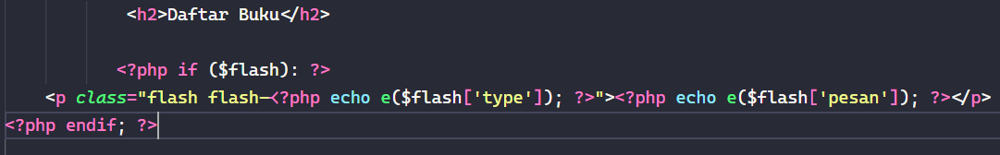 <h2>Daftar Buku</h2>
<?php if ($flash): ?>
<p class="flash flash-<?php echo e($flash['type']); ?>"><?php echo e($flash['pesan']); ?></p>
<?php endif; ?>